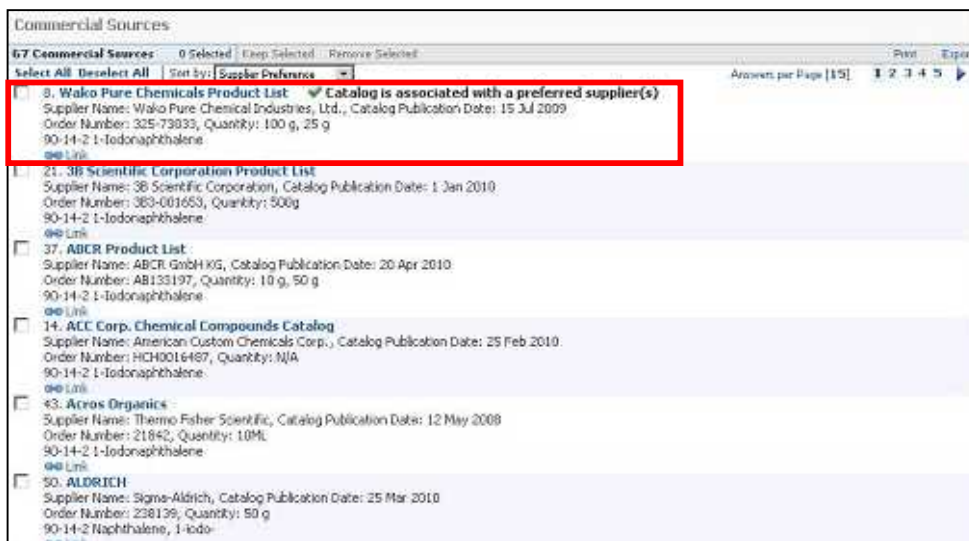 Commercial Sources
67 Commercial Sources 0 Selected Keep Selected Remove Selected Print Expor
Select All Deselect All Sort by: Supplier Preference Answers per Page [15] 1 2 3 4 5
8. Wako Pure Chemicals Product List Catalog is associated with a preferred supplier(s)
Supplier Name: Wako Pure Chemical Industries, Ltd., Catalog Publication Date: 15 Jul 2009
Order Number: 325-73033, Quantity: 100 g, 25 g
90-14-2 1-Iodonaphthalene
Link
21. 3B Scientific Corporation Product List
Supplier Name: 3B Scientific Corporation, Catalog Publication Date: 1 Jan 2010
Order Number: 3B3-001653, Quantity: 500g
90-14-2 1-Iodonaphthalene
Link
37. ABCR Product List
Supplier Name: ABCR GmbH KG, Catalog Publication Date: 20 Apr 2010
Order Number: AB133197, Quantity: 10 g, 50 g
90-14-2 1-Iodonaphthalene
Link
14. ACC Corp. Chemical Compounds Catalog
Supplier Name: American Custom Chemicals Corp., Catalog Publication Date: 25 Feb 2010
Order Number: HCH0016487, Quantity: N/A
90-14-2 1-Iodonaphthalene
Link
43. Acros Organics
Supplier Name: Thermo Fisher Scientific, Catalog Publication Date: 12 May 2008
Order Number: 21842, Quantity: 10ML
90-14-2 1-Iodonaphthalene
Link
50. ALDRICH
Supplier Name: Sigma-Aldrich, Catalog Publication Date: 25 Mar 2010
Order Number: 238139, Quantity: 50 g
90-14-2 Naphthalene, 1-iodo-